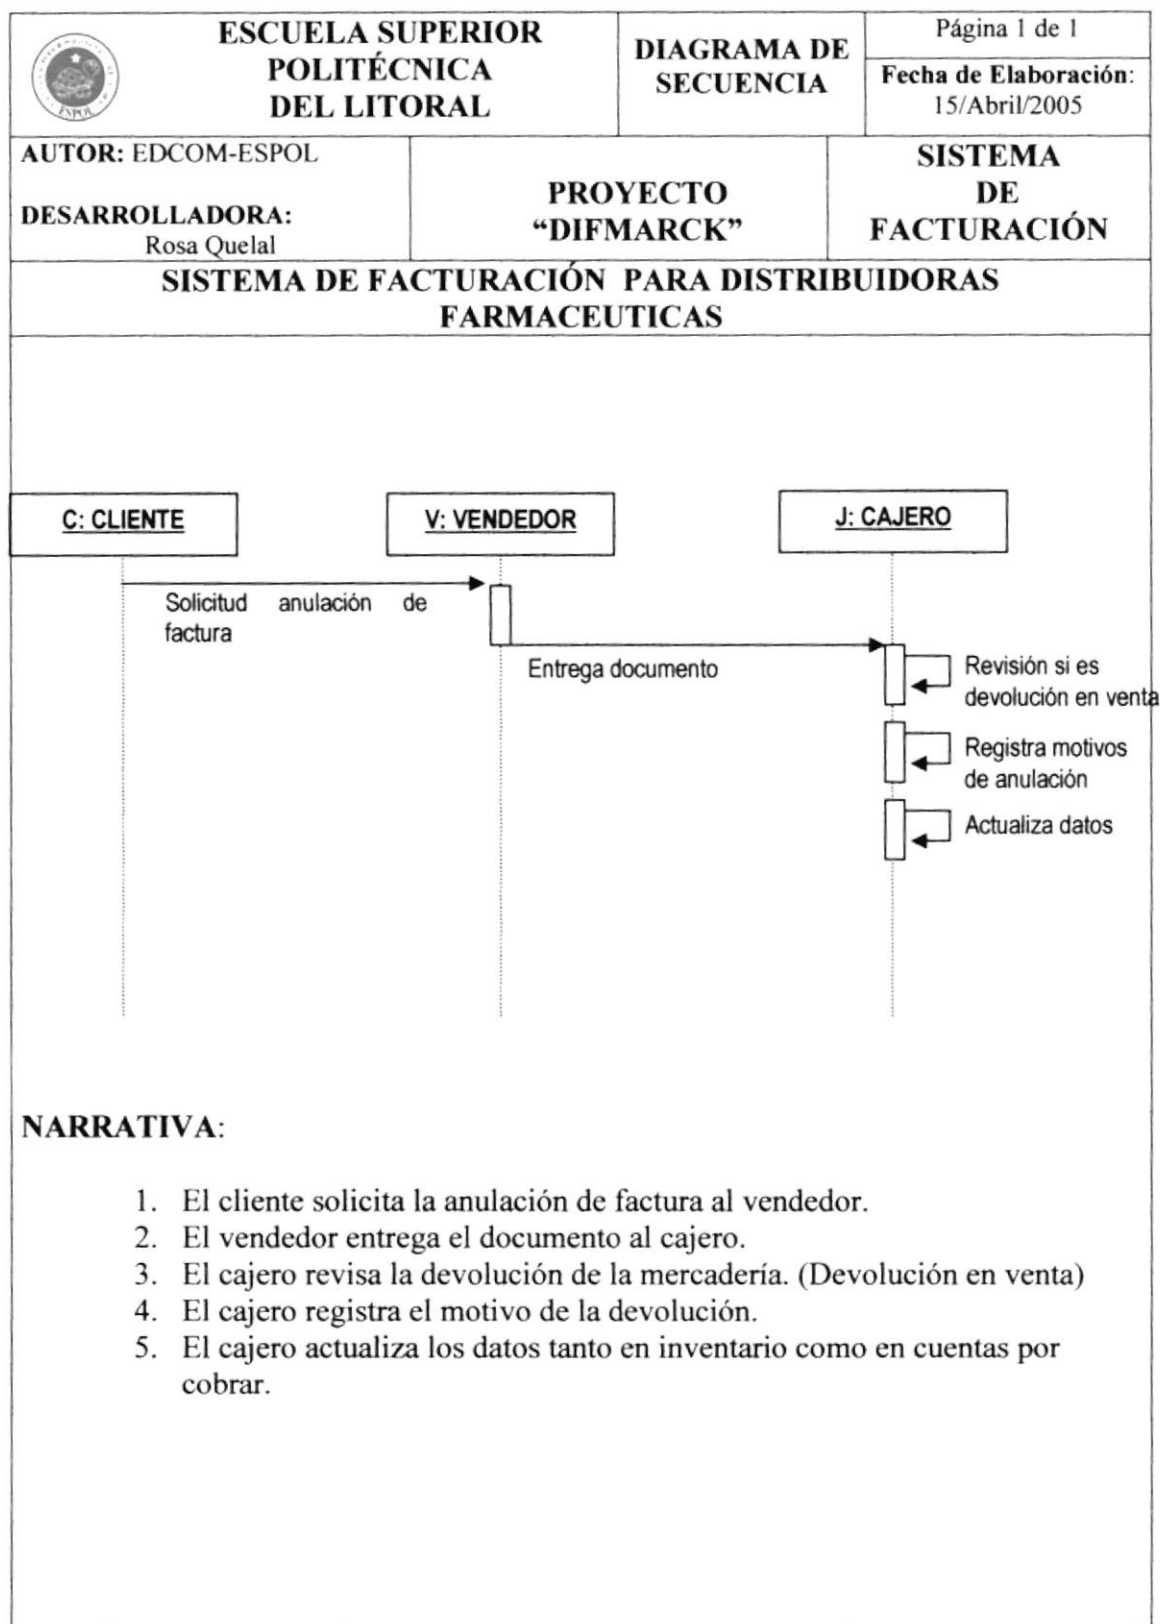 ESPOL
ESCUELA SUPERIOR
POLITÉCNICA
DEL LITORAL
DIAGRAMA DE
SECUENCIA
Página 1 de 1
Fecha de Elaboración:
15/Abril/2005
AUTOR: EDCOM-ESPOL
DESARROLLADORA:
Rosa Quelal
PROYECTO
“DIFMARCK”
SISTEMA
DE
FACTURACIÓN
SISTEMA DE FACTURACIÓN PARA DISTRIBUIDORAS
FARMACEUTICAS
C: CLIENTE
V: VENDEDOR
J: CAJERO
Solicitud anulación de
factura
Entrega documento
Revisión si es
devolución en venta
Registra motivos
de anulación
Actualiza datos
NARRATIVA:
1. El cliente solicita la anulación de factura al vendedor.
2. El vendedor entrega el documento al cajero.
3. El cajero revisa la devolución de la mercadería. (Devolución en venta)
4. El cajero registra el motivo de la devolución.
5. El cajero actualiza los datos tanto en inventario como en cuentas por
cobrar.